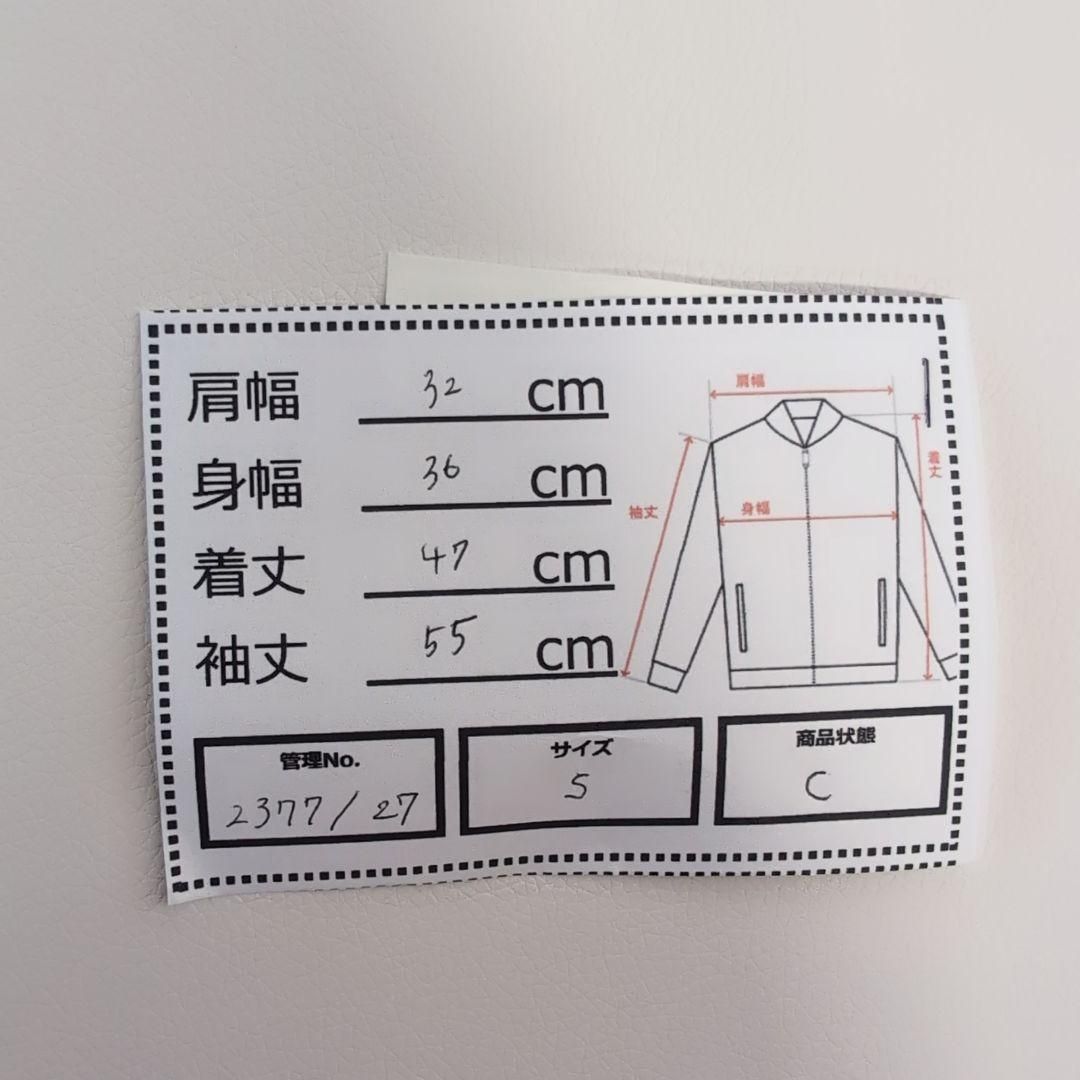 肩幅 32 cm
身幅 36 cm
着丈 47 cm
袖丈 55 cm
肩幅
着丈
袖丈
身幅
管理No.
2377/27
サイズ
S
商品状態
C